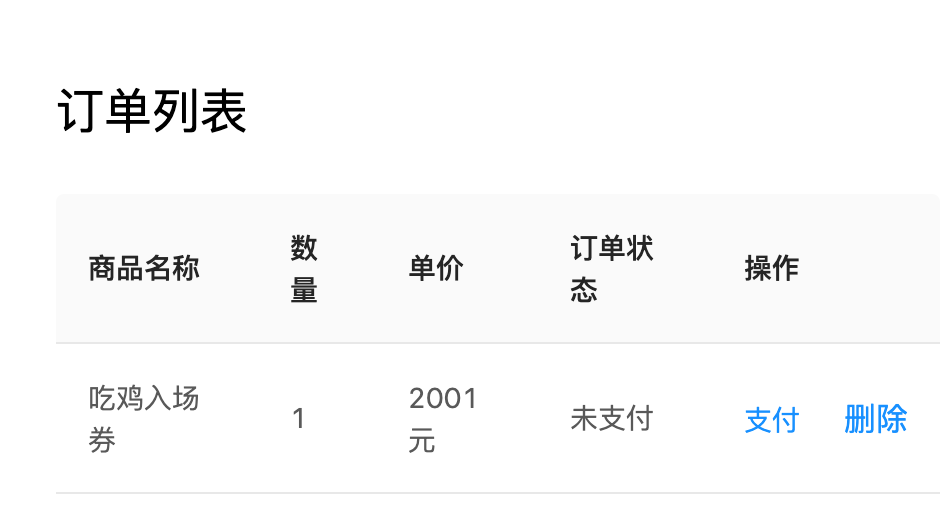 订单列表
商品名称 数量 单价 订单状态 操作
吃鸡入场券 1 2001元 未支付 支付 删除